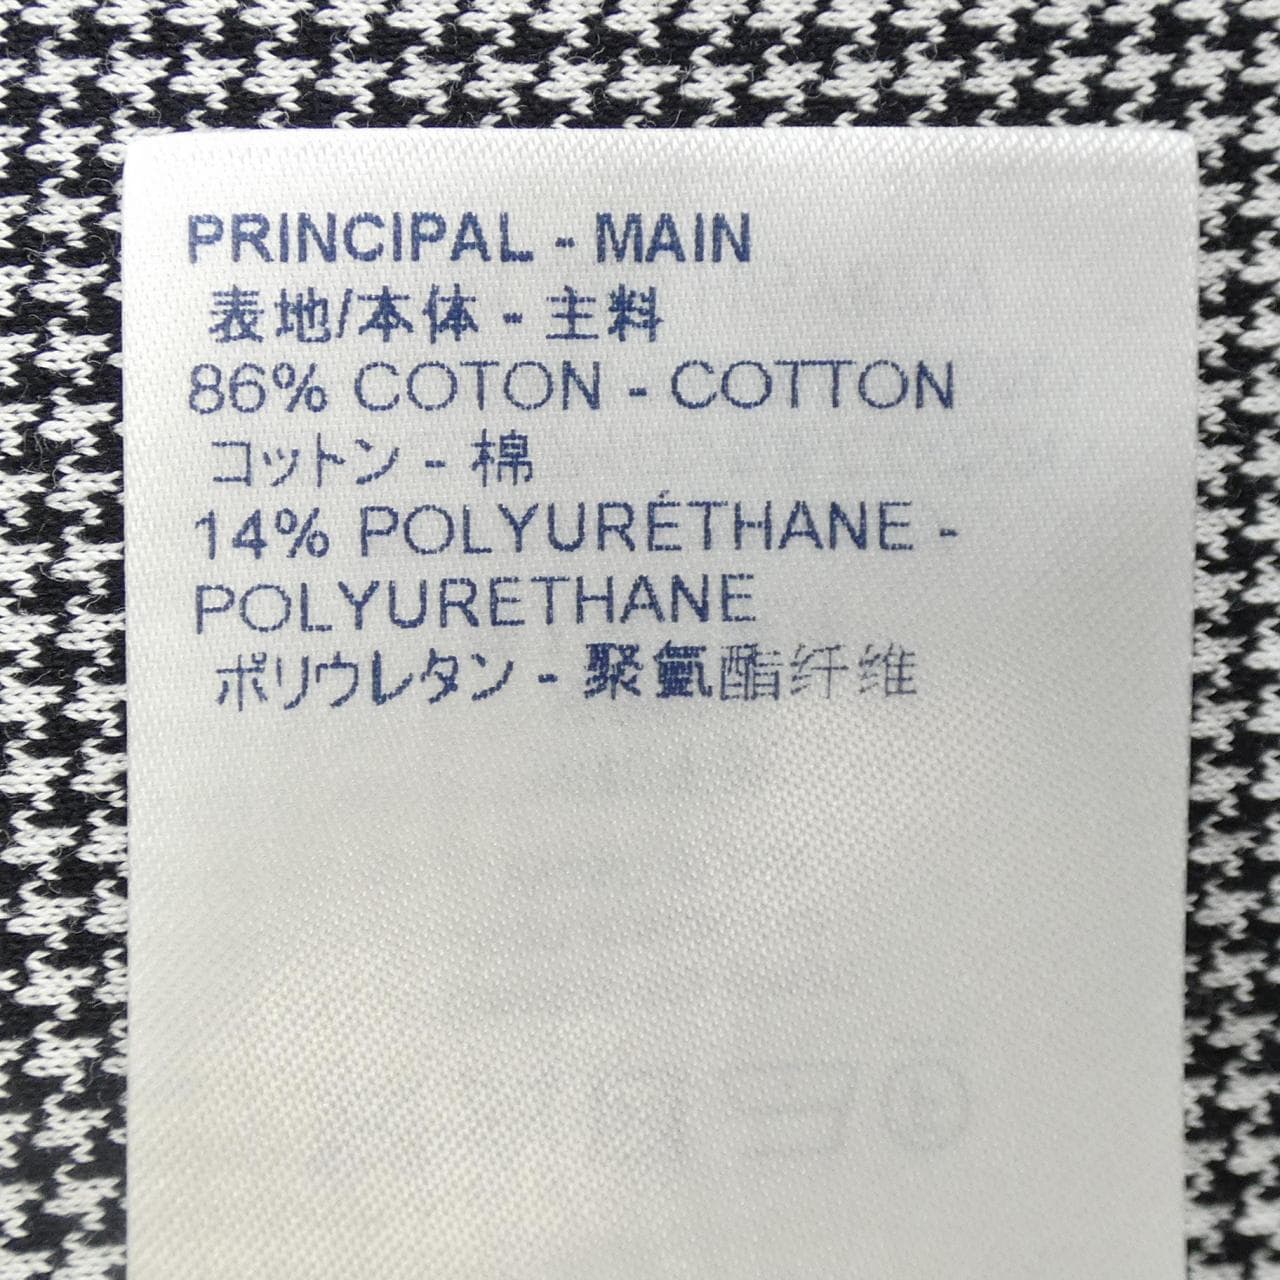 PRINCIPAL - MAIN
表地/本体 - 主料
86% COTON - COTTON
コットン - 棉
14% POLYURÉTHANE -
POLYURETHANE
ポリウレタン - 聚氨酯纤维